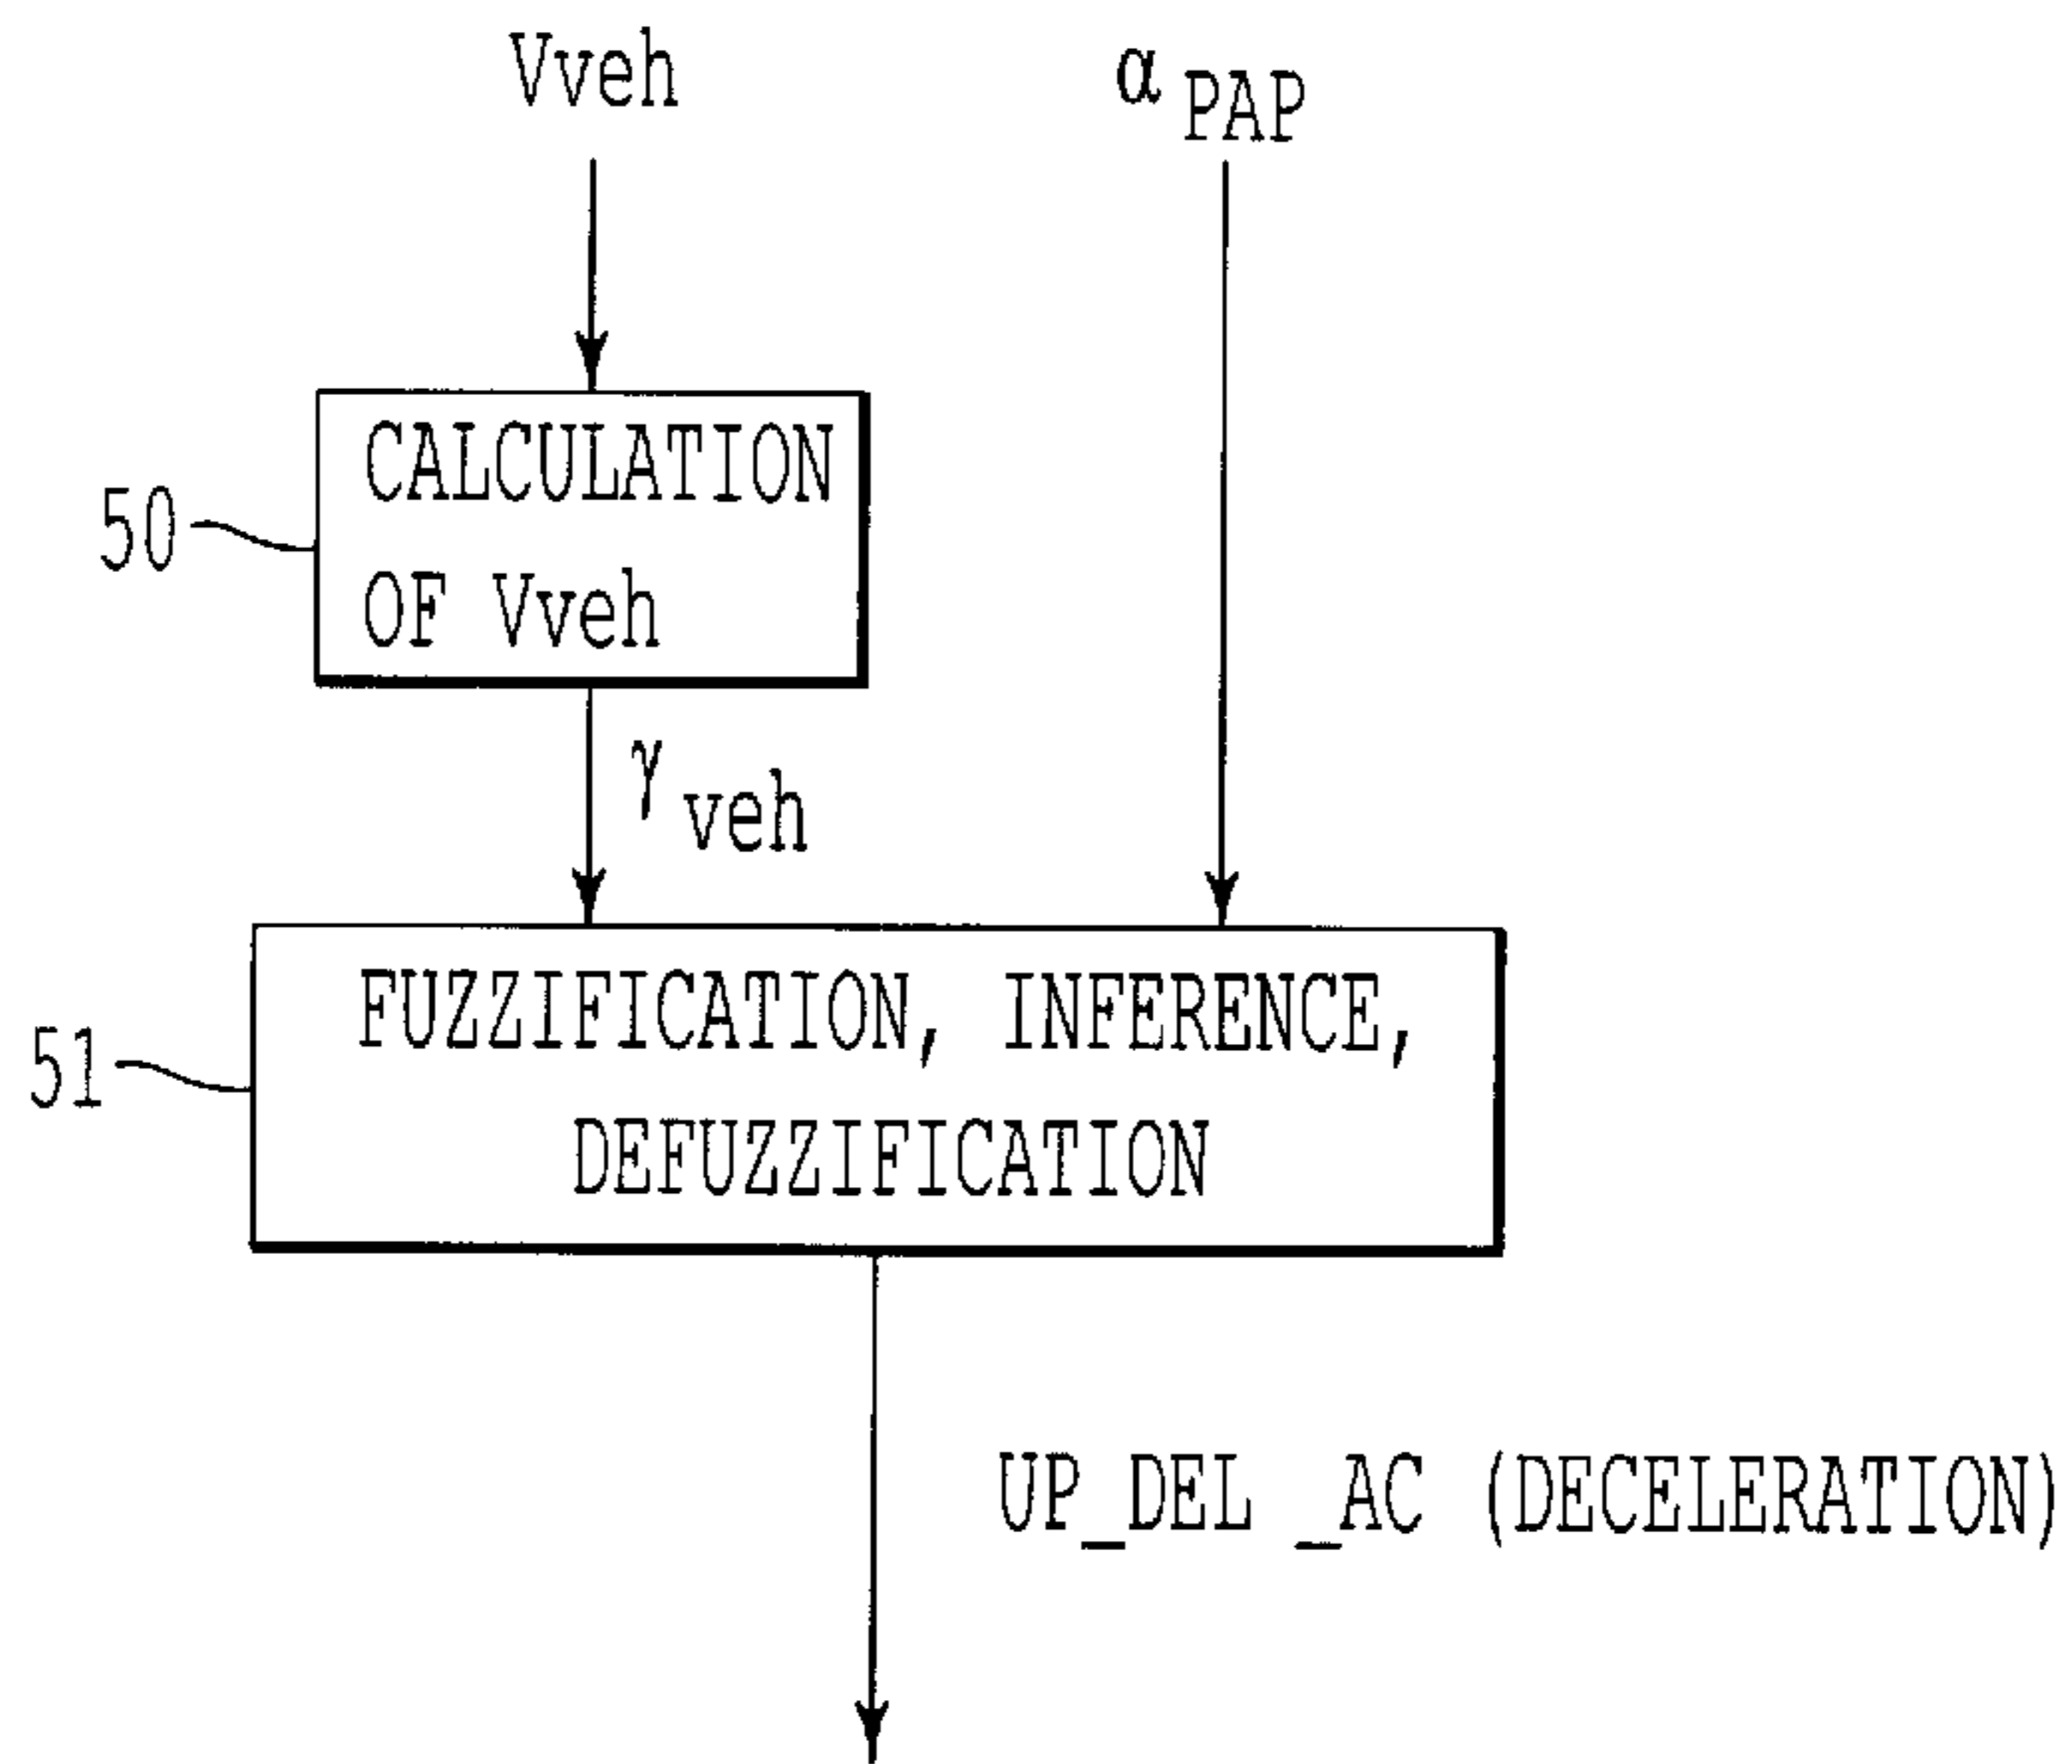 Vveh
α PAP
50
CALCULATION
OF Vveh
γ veh
51
FUZZIFICATION, INFERENCE,
DEFUZZIFICATION
UP_DEL _AC (DECELERATION)